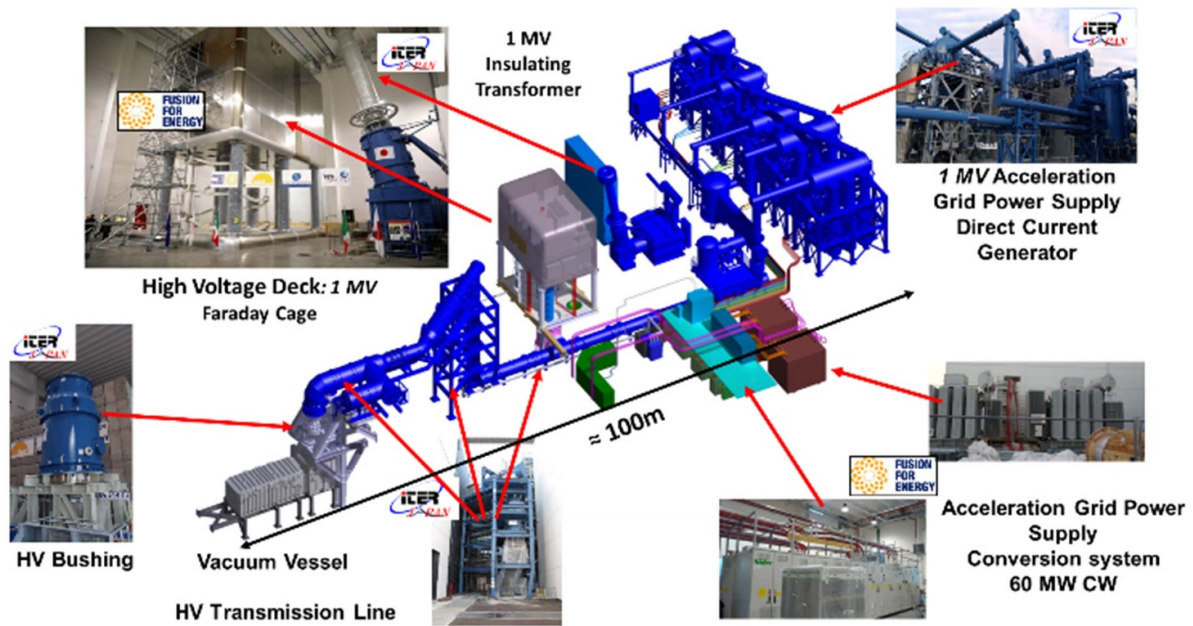 iTER
JAPAN
FUSION
FOR
ENERGY
1 MV
Insulating
Transformer
iTER
JAPAN
1 MV Acceleration
Grid Power Supply
Direct Current
Generator
High Voltage Deck: 1 MV
Faraday Cage
iTER
JAPAN
HV Bushing
Vacuum Vessel
≈ 100m
iTER
JAPAN
HV Transmission Line
FUSION
FOR
ENERGY
Acceleration Grid Power
Supply
Conversion system
60 MW CW